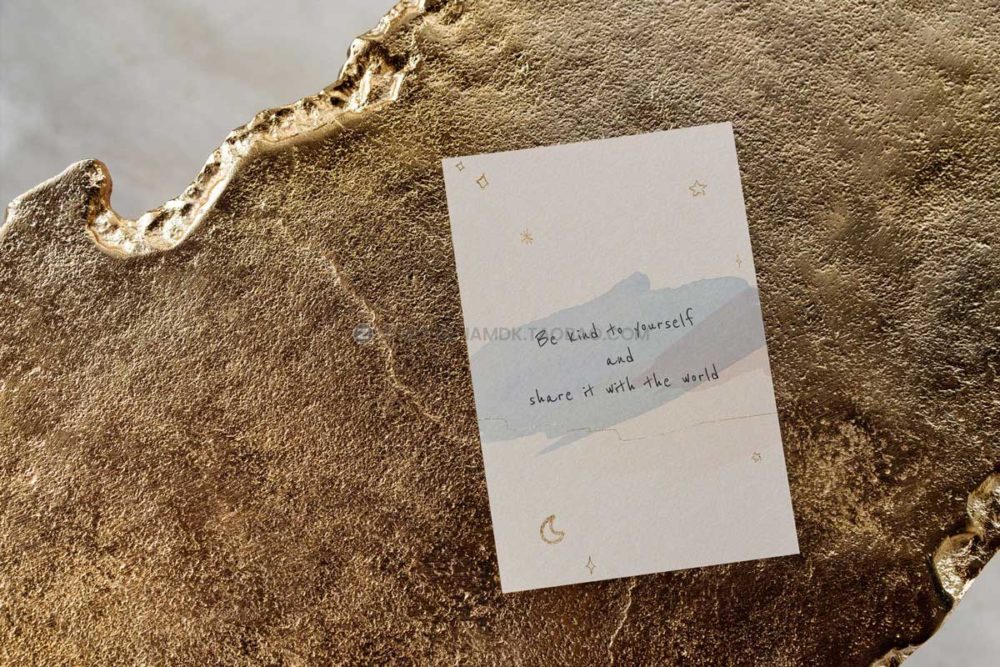 Be kind to yourself
and
share it with the world